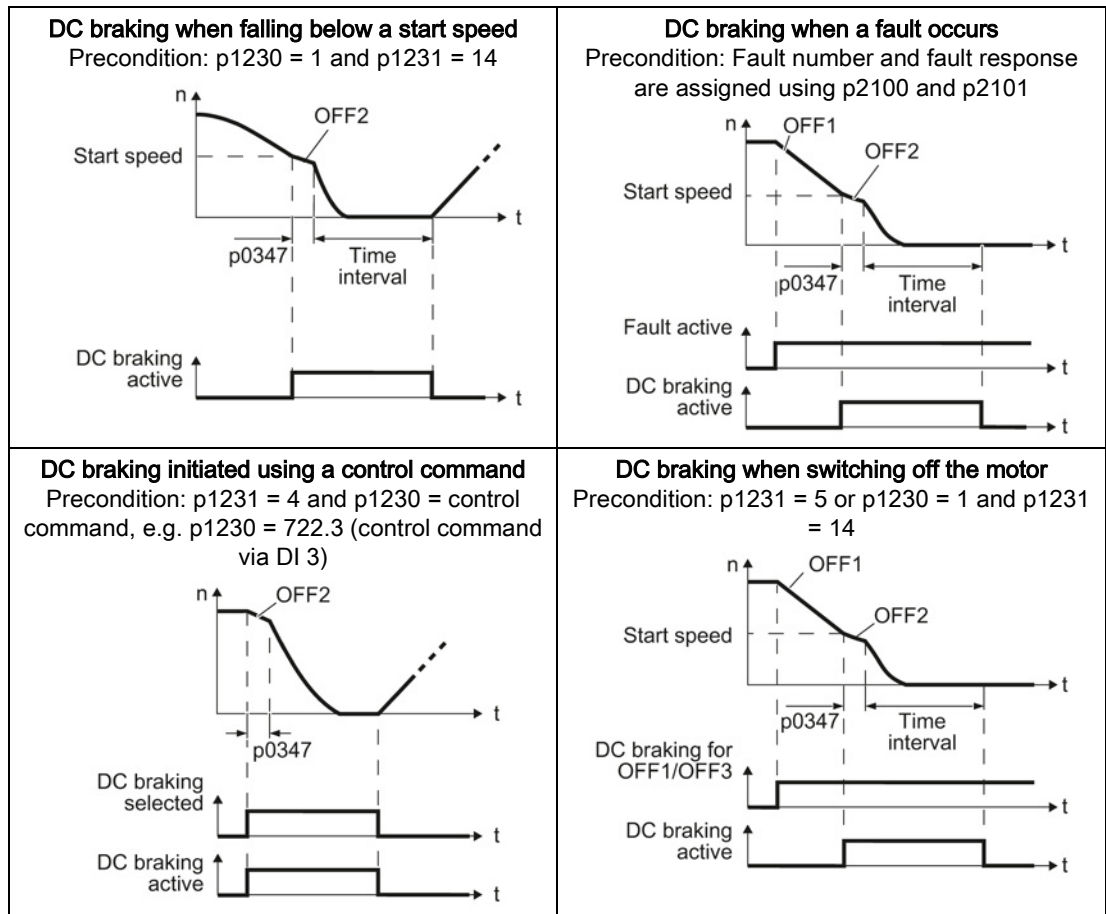 DC braking when falling below a start speed
Precondition: p1230 = 1 and p1231 = 14
n
OFF2
Start speed
t
p0347
Time
interval
DC braking
active
t
DC braking when a fault occurs
Precondition: Fault number and fault response
are assigned using p2100 and p2101
n
OFF1
OFF2
Start speed
t
p0347
Time
interval
Fault active
t
DC braking
active
t
DC braking initiated using a control command
Precondition: p1231 = 4 and p1230 = control
command, e.g. p1230 = 722.3 (control command
via DI 3)
n
OFF2
t
p0347
DC braking
selected
t
DC braking
active
t
DC braking when switching off the motor
Precondition: p1231 = 5 or p1230 = 1 and p1231
= 14
n
OFF1
OFF2
Start speed
t
p0347
Time
interval
DC braking for
OFF1/OFF3
t
DC braking
active
t